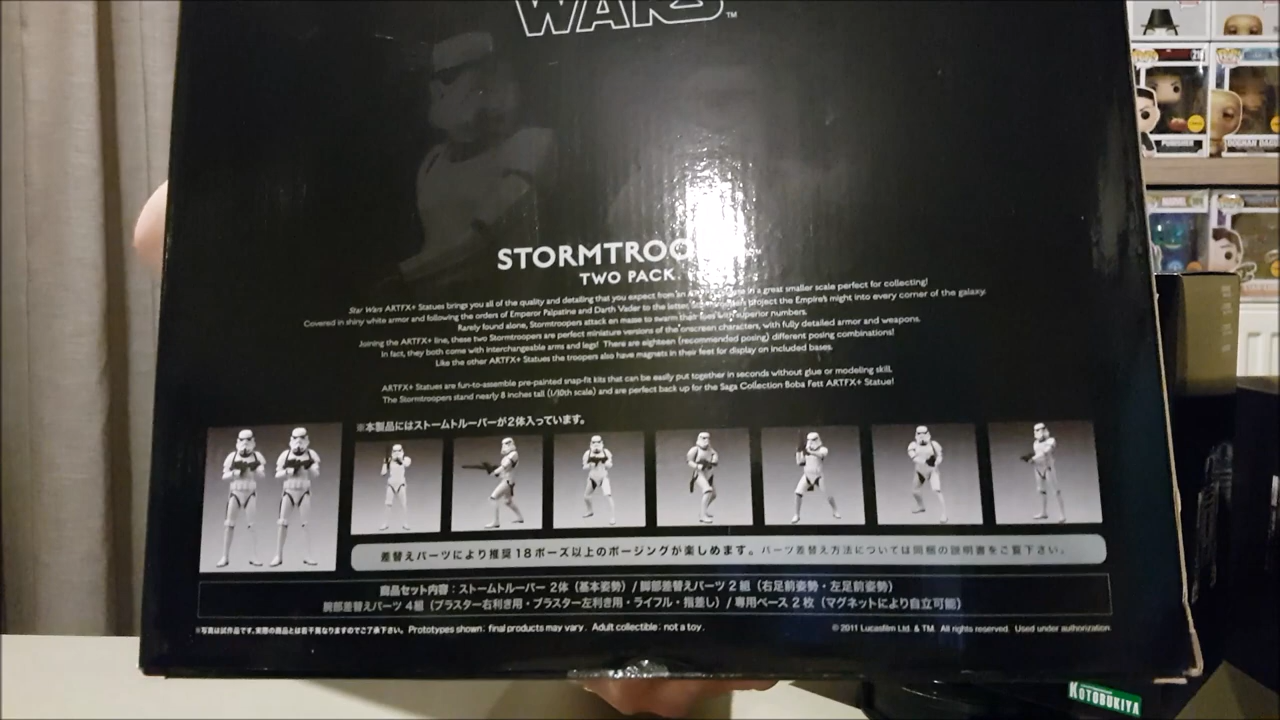 WARS™
STORMTROO
TWO PACK
Star Wars ARTFX+ Statues brings you all of the quality and detailing that you expect from an in a great smaller scale perfect for collecting!
Covered in shiny white armor and following the orders of Emperor Palpatine and Darth Vader to the letter, project the Empire's might into every corner of the galaxy.
Rarely found alone, Stormtroopers attack en masse to swarm their foes with superior numbers.
Joining the ARTFX+ line, these two Stormtroopers are perfect miniature versions of the onscreen characters, with fully detailed armor and weapons.
In fact, they both come with interchangeable arms and legs! There are eighteen (recommended posing) different posing combinations!
Like the other ARTFX+ Statues the troopers also have magnets in their feet for display on included bases.
ARTFX+ Statues are fun-to-assemble pre-painted snap-fit kits that can be easily put together in seconds without glue or modeling skill.
The Stormtroopers stand nearly 8 inches tall (1/10th scale) and are perfect back up for the Saga Collection Boba Fett ARTFX+ Statue!
※本製品にはストームトルーパーが2体入っています。
差替えパーツにより推奨18ポーズ以上のポージングが楽しめます。パーツ差替え方法については同梱の説明書をご覧下さい。
商品セット内容：ストームトルーパー 2体（基本姿勢）/ 脚部差替えパーツ 2 組（右足前姿勢・左足前姿勢）
腕部差替えパーツ 4組（ブラスター右利き用・ブラスター左利き用・ライフル・指差し）/ 専用ベース 2 枚（マグネットにより自立可能）
※写真は試作品です。実際の商品とは若干異なりますのでご了承下さい。 Prototypes shown; final products may vary. Adult collectible; not a toy.
© 2011 Lucasfilm Ltd. & TM. All rights reserved. Used under authorization.
PUNISHER
KOTOBUKIYA